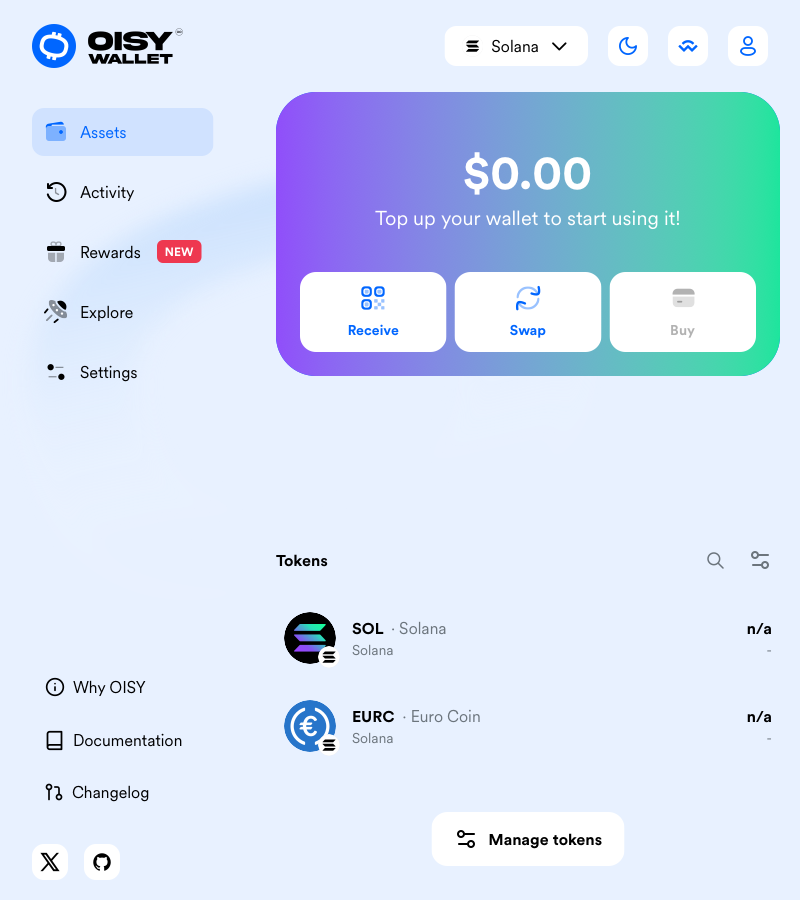 OISY
WALLET
Solana
Assets
Activity
Rewards NEW
Explore
Settings
$0.00
Top up your wallet to start using it!
Receive
Swap
Buy
Tokens
SOL · Solana
Solana
n/a
-
EURC · Euro Coin
Solana
n/a
-
Manage tokens
Why OISY
Documentation
Changelog